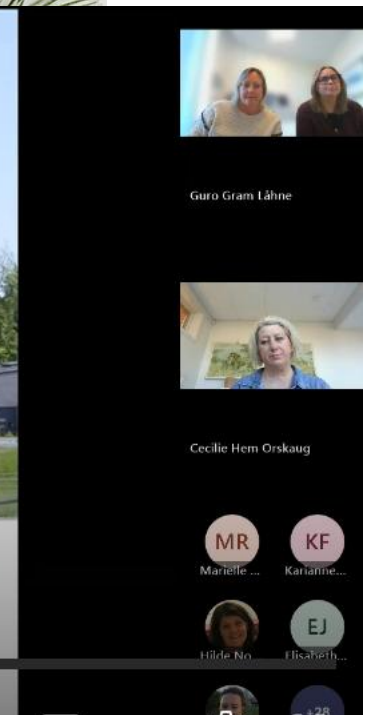 Guro Gram Låhne
Cecilie Hem Orskaug
MR KF
Marielle ... Karianne...
EJ
Hilde No... Elisabeth...
+28